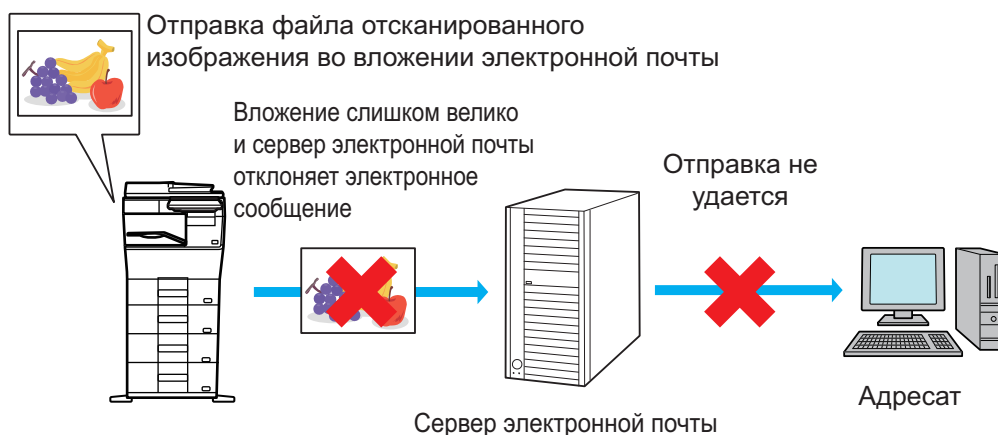 Отправка файла отсканированного
изображения во вложении электронной почты
Вложение слишком велико
и сервер электронной почты
отклоняет электронное
сообщение
Отправка не
удается
Адресат
Сервер электронной почты